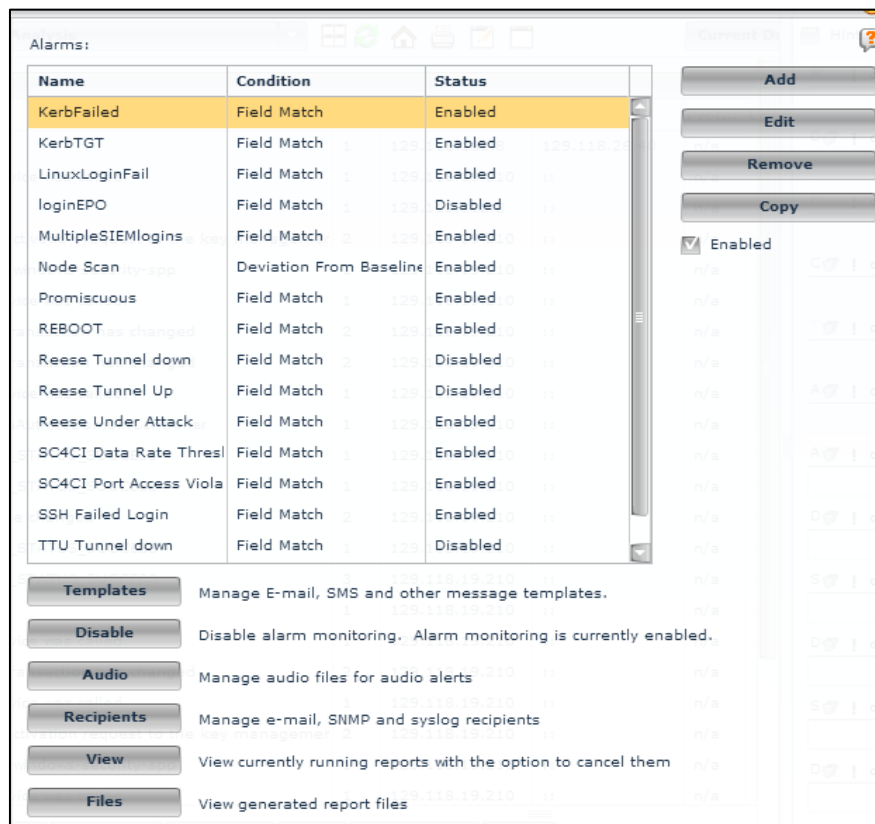 Alarms:
Name Condition Status
KerbFailed Field Match Enabled
KerbTGT Field Match Enabled
LinuxLoginFail Field Match Enabled
loginEPO Field Match Disabled
MultipleSIEMlogins Field Match Enabled
Node Scan Deviation From Baseline Enabled
Promiscuous Field Match Enabled
REBOOT Field Match Enabled
Reese Tunnel down Field Match Disabled
Reese Tunnel Up Field Match Disabled
Reese Under Attack Field Match Enabled
SC4CI Data Rate Thresl Field Match Enabled
SC4CI Port Access Viola Field Match Enabled
SSH Failed Login Field Match Enabled
TTU Tunnel down Field Match Disabled
Add
Edit
Remove
Copy
Enabled
Templates Manage E-mail, SMS and other message templates.
Disable Disable alarm monitoring. Alarm monitoring is currently enabled.
Audio Manage audio files for audio alerts
Recipients Manage e-mail, SNMP and syslog recipients
View View currently running reports with the option to cancel them
Files View generated report files